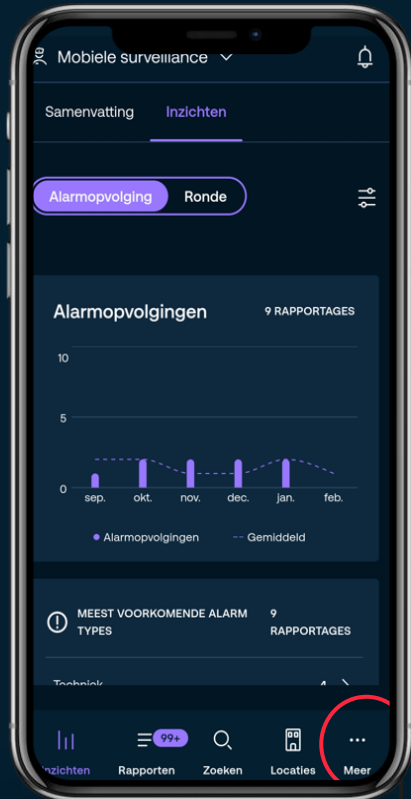 Mobiele surveillance
Samenvatting Inzichten
Alarmopvolging Ronde
Alarmopvolgingen 9 RAPPORTAGES
10
5
0
sep. okt. nov. dec. jan. feb.
Alarmopvolgingen -- Gemiddeld
MEEST VOORKOMENDE ALARM TYPES
9 RAPPORTAGES
Techniek 4
99+
Inzichten Rapporten Zoeken Locaties Meer